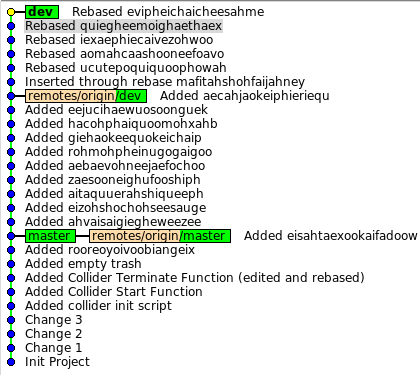 dev Rebased evipheichaicheesahme
Rebased quiegheemoighaethaex
Rebased iexaephiecaivezohwoo
Rebased aomahcaashooneefoavo
Rebased ucutepoquiquoophowah
Inserted through rebase mafitahshohfaijahney
remotes/origin/dev Added aecahjaokeiphieriequ
Added eejucihaewuosoonguek
Added hacohphaiquoomohxahb
Added giehaokeequokeichaip
Added rohmohpheinugogaigoo
Added aebaevohneejaefochoo
Added zaesooneighufooshiph
Added aitaquuerahshiqueeph
Added eizohshochohseesauge
Added ahvaisaigiegheweezee
master remotes/origin/master Added eisahtaexookaifadoow
Added rooreoyoivoobiangeix
Added empty trash
Added Collider Terminate Function (edited and rebased)
Added Collider Start Function
Added collider init script
Change 3
Change 2
Change 1
Init Project